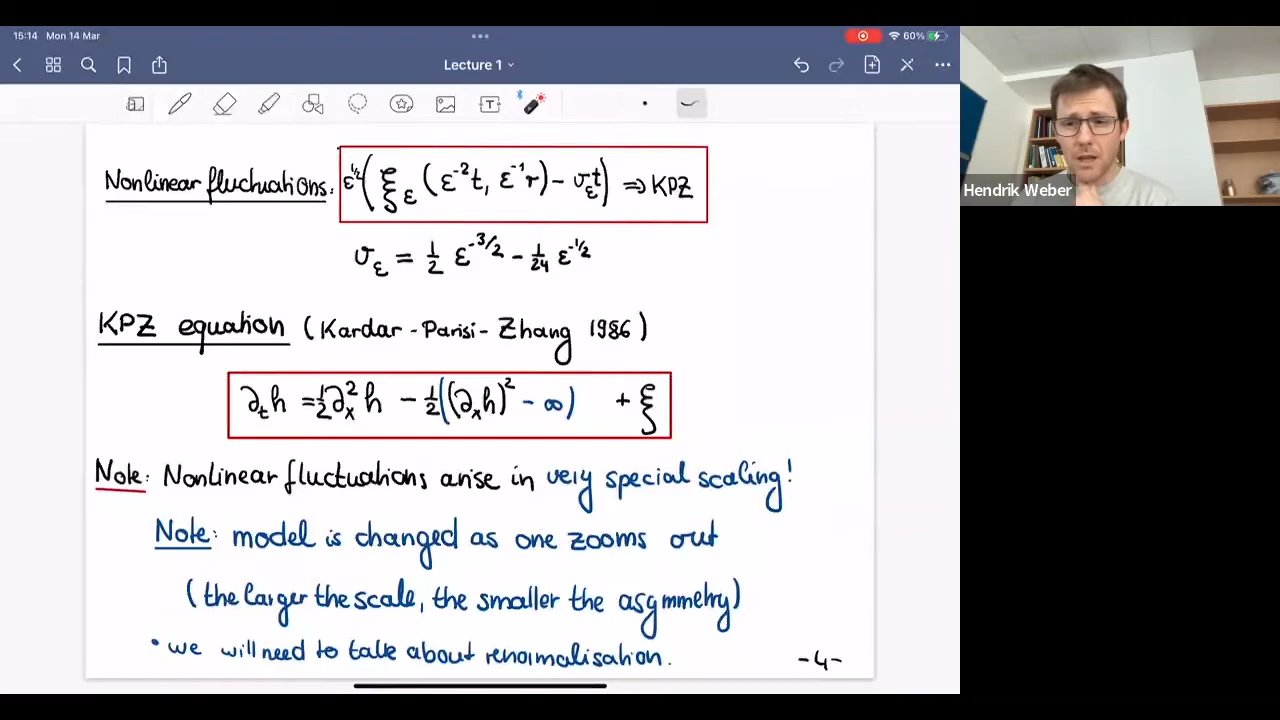 15:14 Mon 14 Mar
60%
Lecture 1
Hendrik Weber
Nonlinear fluctuations: ε^{1/2}(ξ_ε(ε^{-2}t, ε^{-1}r) - v_ε t) ⇒ KPZ
v_ε = 1/2 ε^{-3/2} - 1/24 ε^{-1/2}
KPZ equation (Kardar-Parisi-Zhang 1986)
∂_t h = 1/2 ∂_x^2 h - 1/2((∂_x h)^2 - ∞) + ξ
Note: Nonlinear fluctuations arise in very special scaling!
Note: model is changed as one zooms out
(the larger the scale, the smaller the asymmetry)
• we will need to talk about renormalisation.
-4-